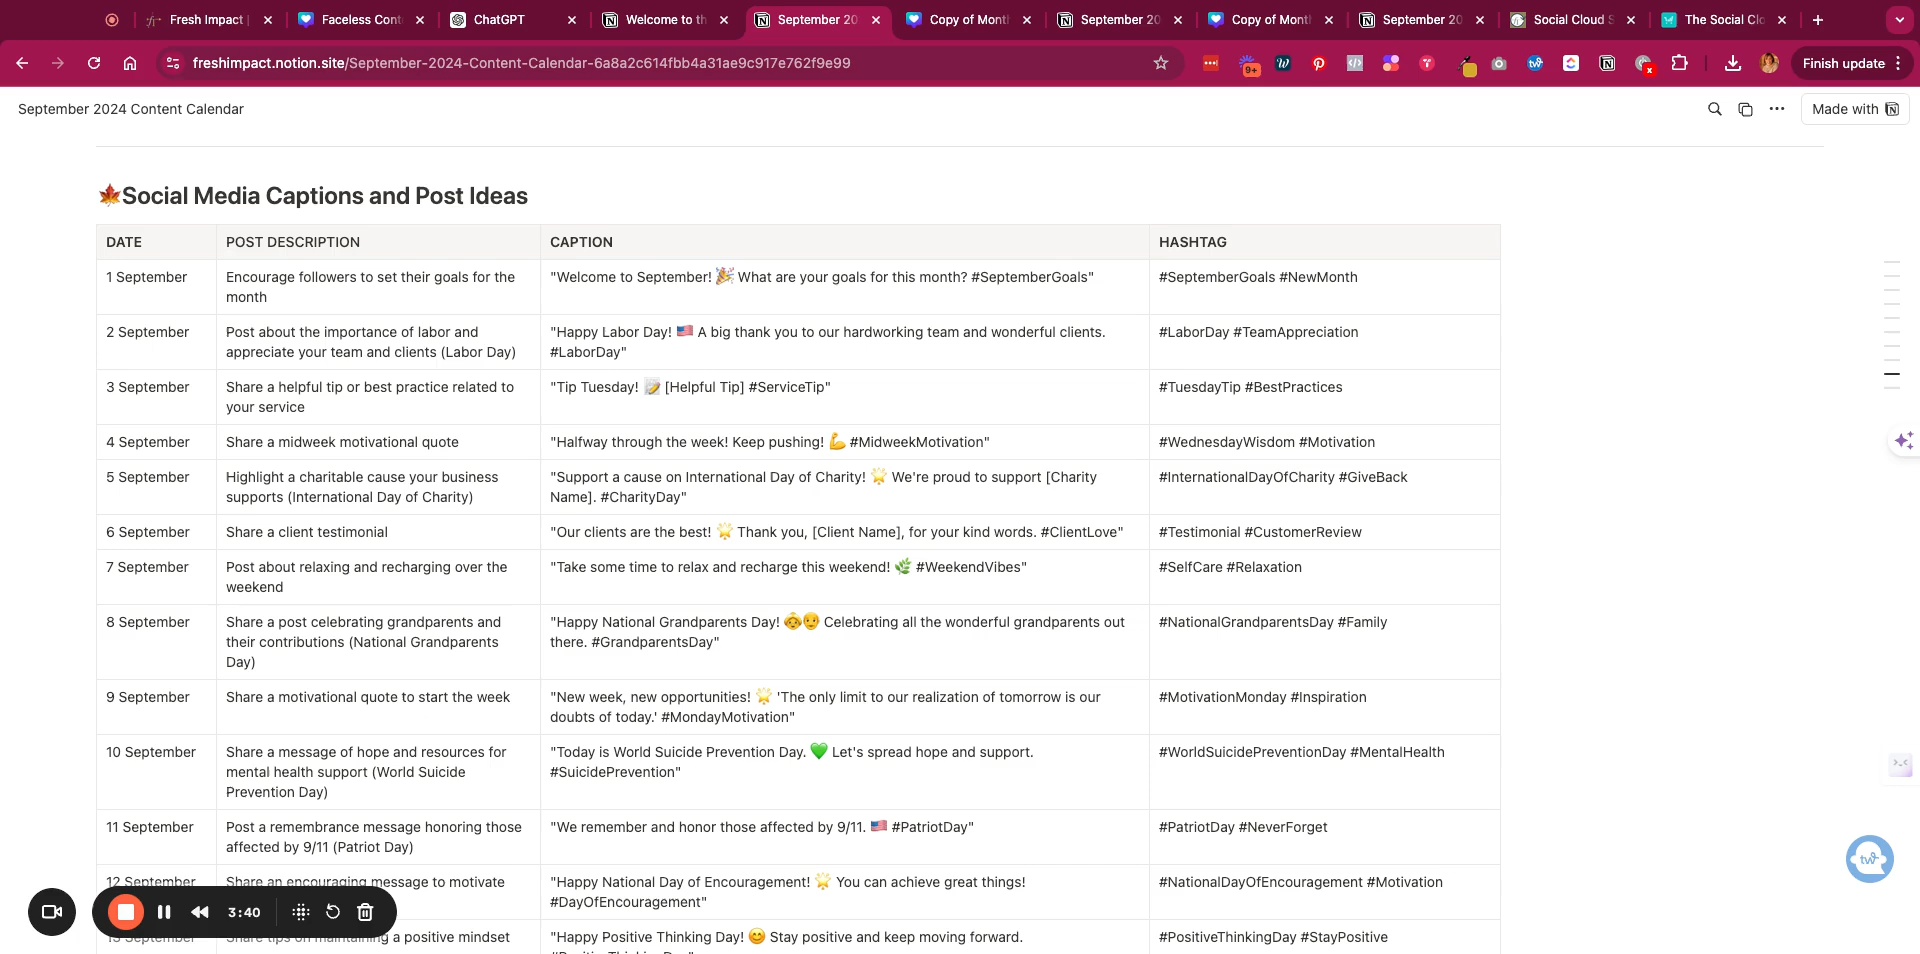 Fresh Impact |
Faceless Cont
ChatGPT
Welcome to th
September 20
Copy of Month
September 20
Copy of Month
September 20
Social Cloud S
The Social Clo
freshimpact.notion.site/September-2024-Content-Calendar-6a8a2c614fbb4a31ae9c917e762f9e99
9+
Finish update
September 2024 Content Calendar
Made with
🍁Social Media Captions and Post Ideas
DATE
POST DESCRIPTION
CAPTION
HASHTAG
1 September
Encourage followers to set their goals for the
month
"Welcome to September! 🎉 What are your goals for this month? #SeptemberGoals"
#SeptemberGoals #NewMonth
2 September
Post about the importance of labor and
appreciate your team and clients (Labor Day)
"Happy Labor Day! 🇺🇸 A big thank you to our hardworking team and wonderful clients.
#LaborDay"
#LaborDay #TeamAppreciation
3 September
Share a helpful tip or best practice related to
your service
"Tip Tuesday! 📝 [Helpful Tip] #ServiceTip"
#TuesdayTip #BestPractices
4 September
Share a midweek motivational quote
"Halfway through the week! Keep pushing! 💪 #MidweekMotivation"
#WednesdayWisdom #Motivation
5 September
Highlight a charitable cause your business
supports (International Day of Charity)
"Support a cause on International Day of Charity! 🌟 We're proud to support [Charity
Name]. #CharityDay"
#InternationalDayOfCharity #GiveBack
6 September
Share a client testimonial
"Our clients are the best! 🌟 Thank you, [Client Name], for your kind words. #ClientLove"
#Testimonial #CustomerReview
7 September
Post about relaxing and recharging over the
weekend
"Take some time to relax and recharge this weekend! 🌿 #WeekendVibes"
#SelfCare #Relaxation
8 September
Share a post celebrating grandparents and
their contributions (National Grandparents
Day)
"Happy National Grandparents Day! 👵👴 Celebrating all the wonderful grandparents out
there. #GrandparentsDay"
#NationalGrandparentsDay #Family
9 September
Share a motivational quote to start the week
"New week, new opportunities! 🌟 'The only limit to our realization of tomorrow is our
doubts of today.' #MondayMotivation"
#MotivationMonday #Inspiration
10 September
Share a message of hope and resources for
mental health support (World Suicide
Prevention Day)
"Today is World Suicide Prevention Day. 💚 Let's spread hope and support.
#SuicidePrevention"
#WorldSuicidePreventionDay #MentalHealth
11 September
Post a remembrance message honoring those
affected by 9/11 (Patriot Day)
"We remember and honor those affected by 9/11. 🇺🇸 #PatriotDay"
#PatriotDay #NeverForget
12 September
Share an encouraging message to motivate
"Happy National Day of Encouragement! 🌟 You can achieve great things!
#DayOfEncouragement"
#NationalDayOfEncouragement #Motivation
13 September
Share tips on maintaining a positive mindset
"Happy Positive Thinking Day! 😊 Stay positive and keep moving forward.
#PositiveThinkingDay #StayPositive
3:40
tw